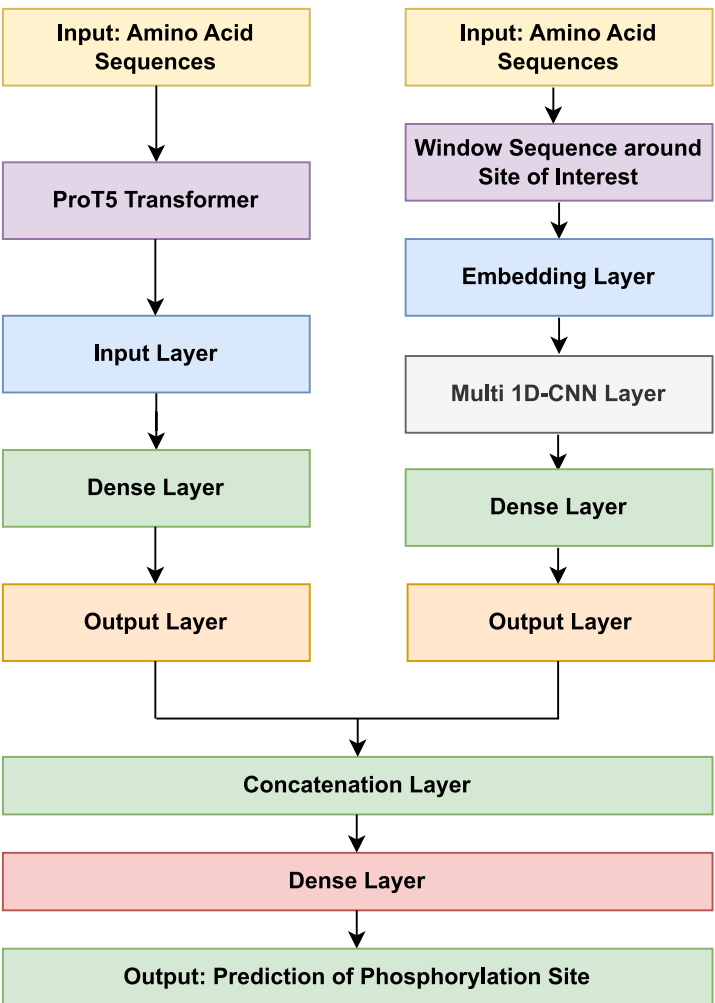 Input: Amino Acid
Sequences
ProT5 Transformer
Input Layer
Dense Layer
Output Layer
Input: Amino Acid
Sequences
Window Sequence around
Site of Interest
Embedding Layer
Multi 1D-CNN Layer
Dense Layer
Output Layer
Concatenation Layer
Dense Layer
Output: Prediction of Phosphorylation Site